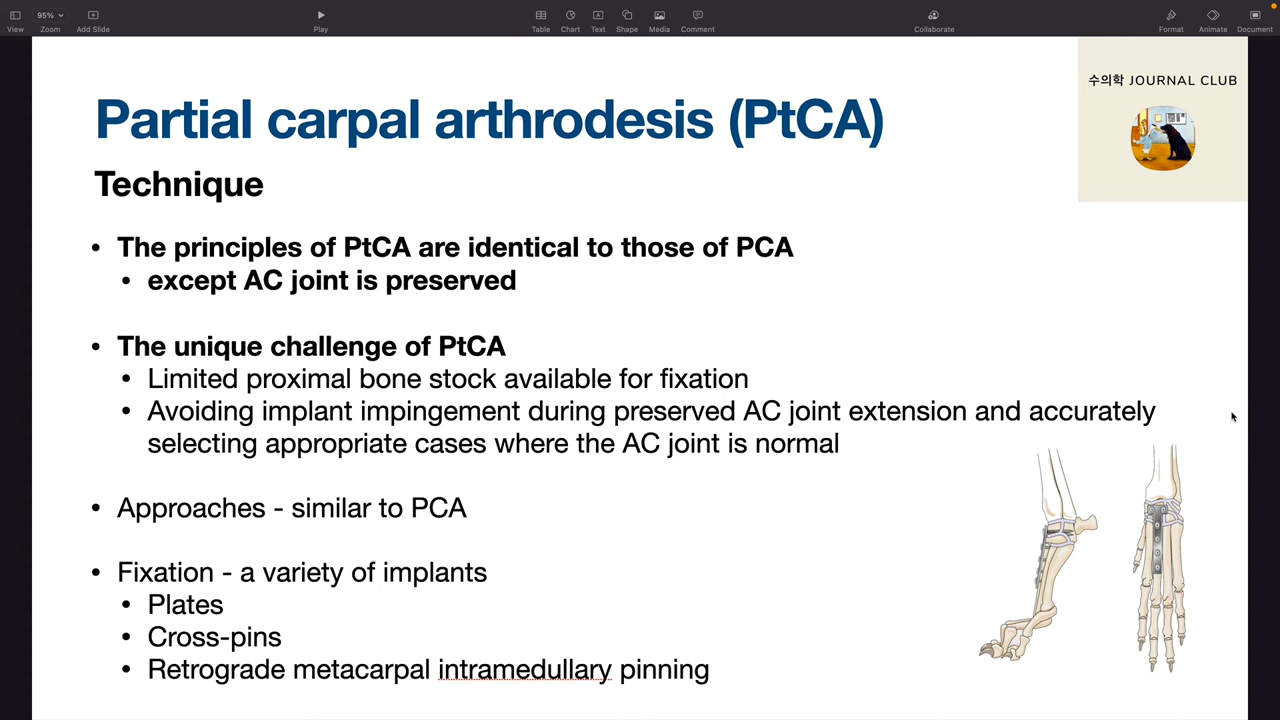 95%
View
Zoom
Add Slide
Play
Table
Chart
Text
Shape
Media
Comment
Collaborate
Format
Animate
Document
수의학 JOURNAL CLUB
Partial carpal arthrodesis (PtCA)
Technique
• The principles of PtCA are identical to those of PCA
• except AC joint is preserved
• The unique challenge of PtCA
• Limited proximal bone stock available for fixation
• Avoiding implant impingement during preserved AC joint extension and accurately
selecting appropriate cases where the AC joint is normal
• Approaches - similar to PCA
• Fixation - a variety of implants
• Plates
• Cross-pins
• Retrograde metacarpal intramedullary pinning